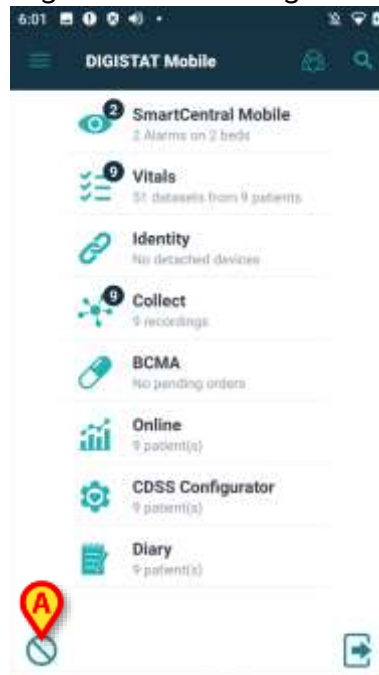 6:01
DIGISTAT Mobile
2
SmartCentral Mobile
2 Alarms on 2 beds
9
Vitals
51 datasets from 9 patients
Identity
No detached devices
9
Collect
9 recordings
BCMA
No pending orders
Online
9 patient(s)
CDSS Configurator
9 patient(s)
Diary
9 patient(s)
A